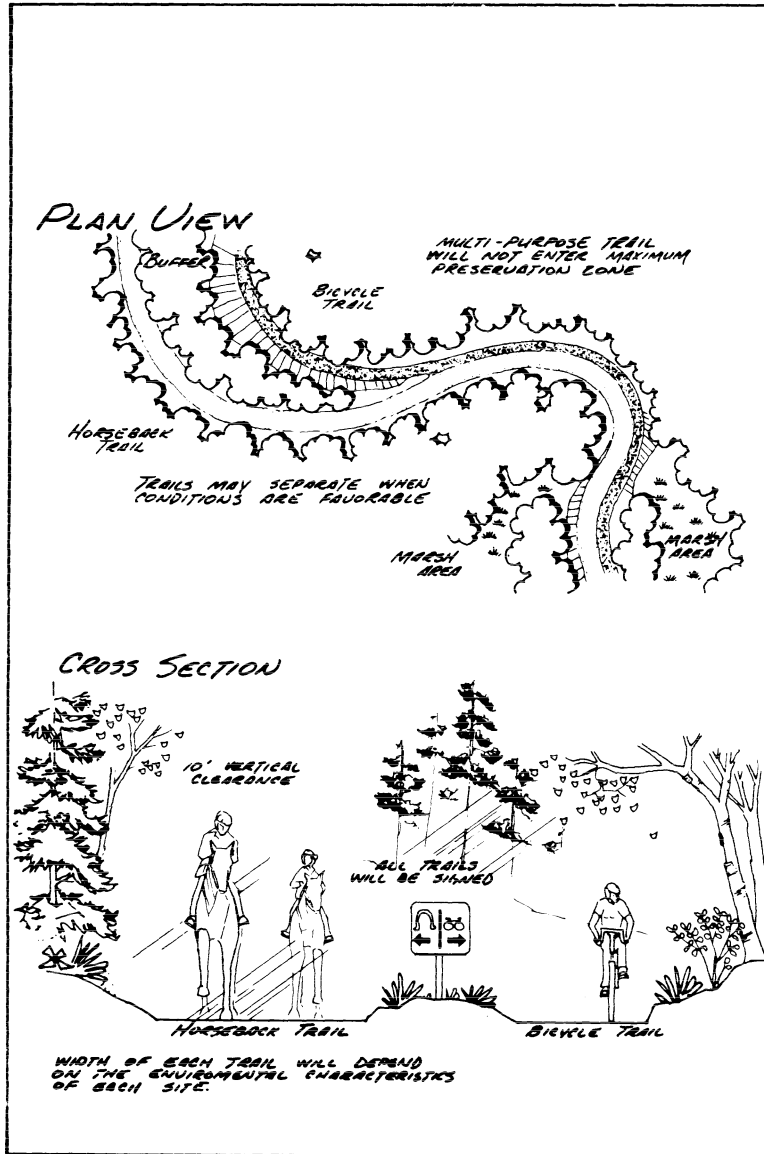 PLAN VIEW
BUFFER
MULTI-PURPOSE TRAIL
WILL NOT ENTER MAXIMUM
PRESERVATION ZONE
BICYCLE
TRAIL
HORSEBACK
TRAIL
TRAILS MAY SEPARATE WHEN
CONDITIONS ARE FAVORABLE
MARSH
AREA
MARSH
AREA
CROSS SECTION
10' VERTICAL
CLEARANCE
ALL TRAILS
WILL BE SIGNED
HORSEBACK TRAIL
BICYCLE TRAIL
WIDTH OF EACH TRAIL WILL DEPEND
ON THE ENVIROMENTAL CHARACTERISTICS
OF EACH SITE.